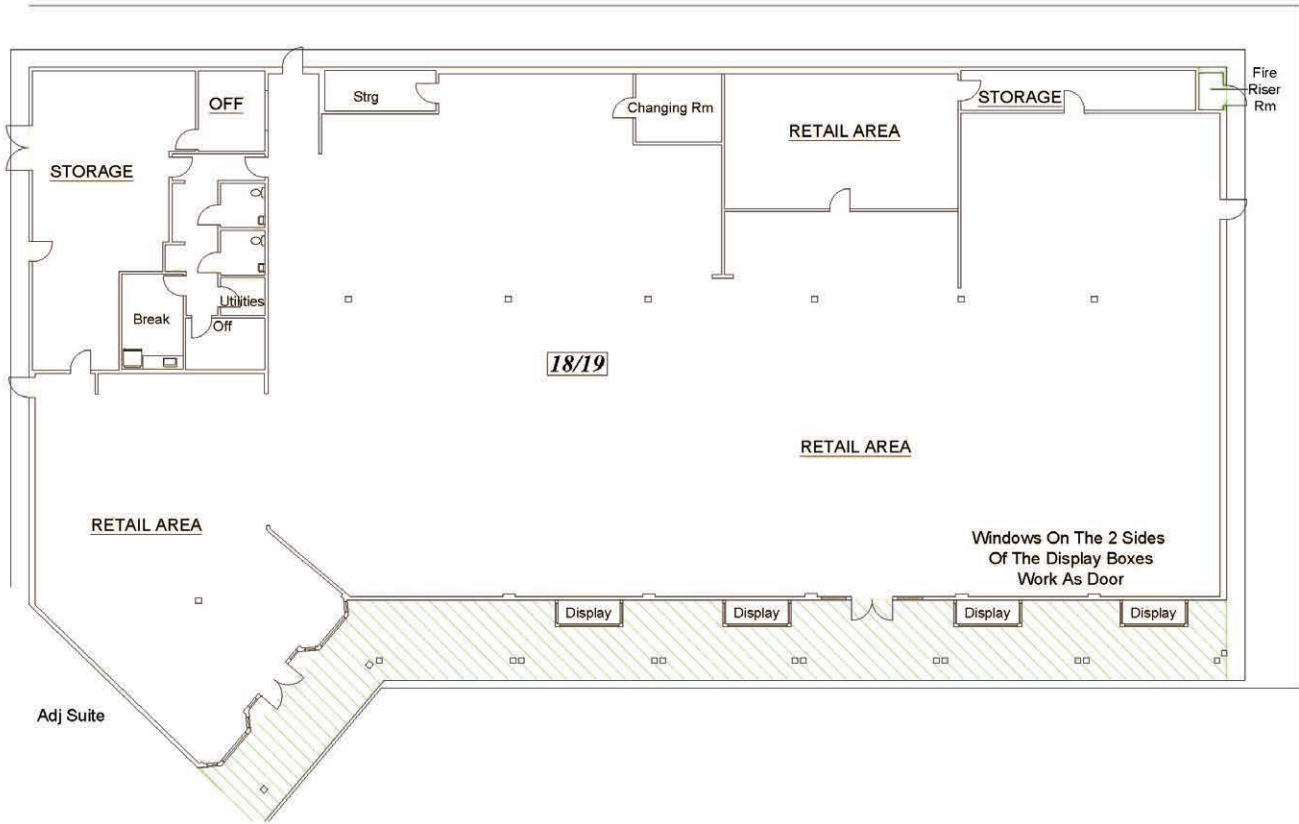 Fire
Riser
Rm
OFF
Strg
Changing Rm
STORAGE
RETAIL AREA
STORAGE
Utilities
Break
Off
18/19
RETAIL AREA
RETAIL AREA
Windows On The 2 Sides
Of The Display Boxes
Work As Door
Display
Display
Display
Display
Adj Suite